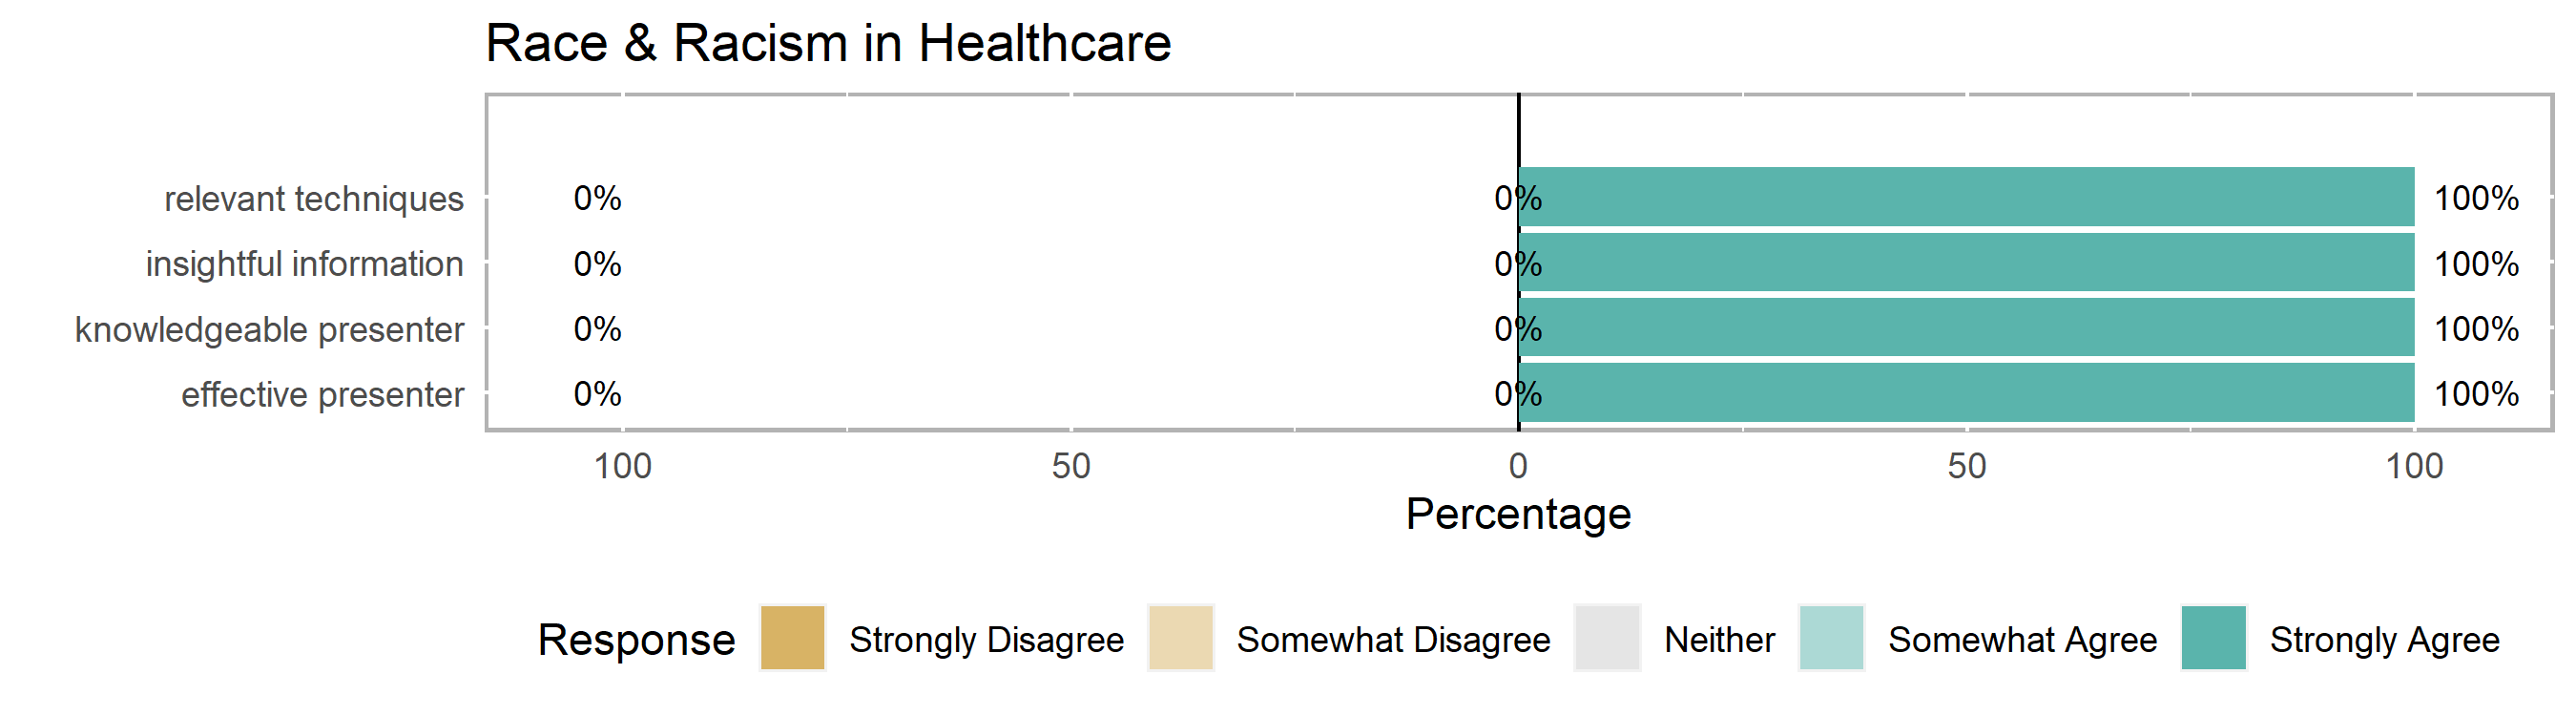 Race & Racism in Healthcare
relevant techniques 0% 0% 100%
insightful information 0% 0% 100%
knowledgeable presenter 0% 0% 100%
effective presenter 0% 0% 100%
100 50 0 50 100
Percentage
Response Strongly Disagree Somewhat Disagree Neither Somewhat Agree Strongly Agree